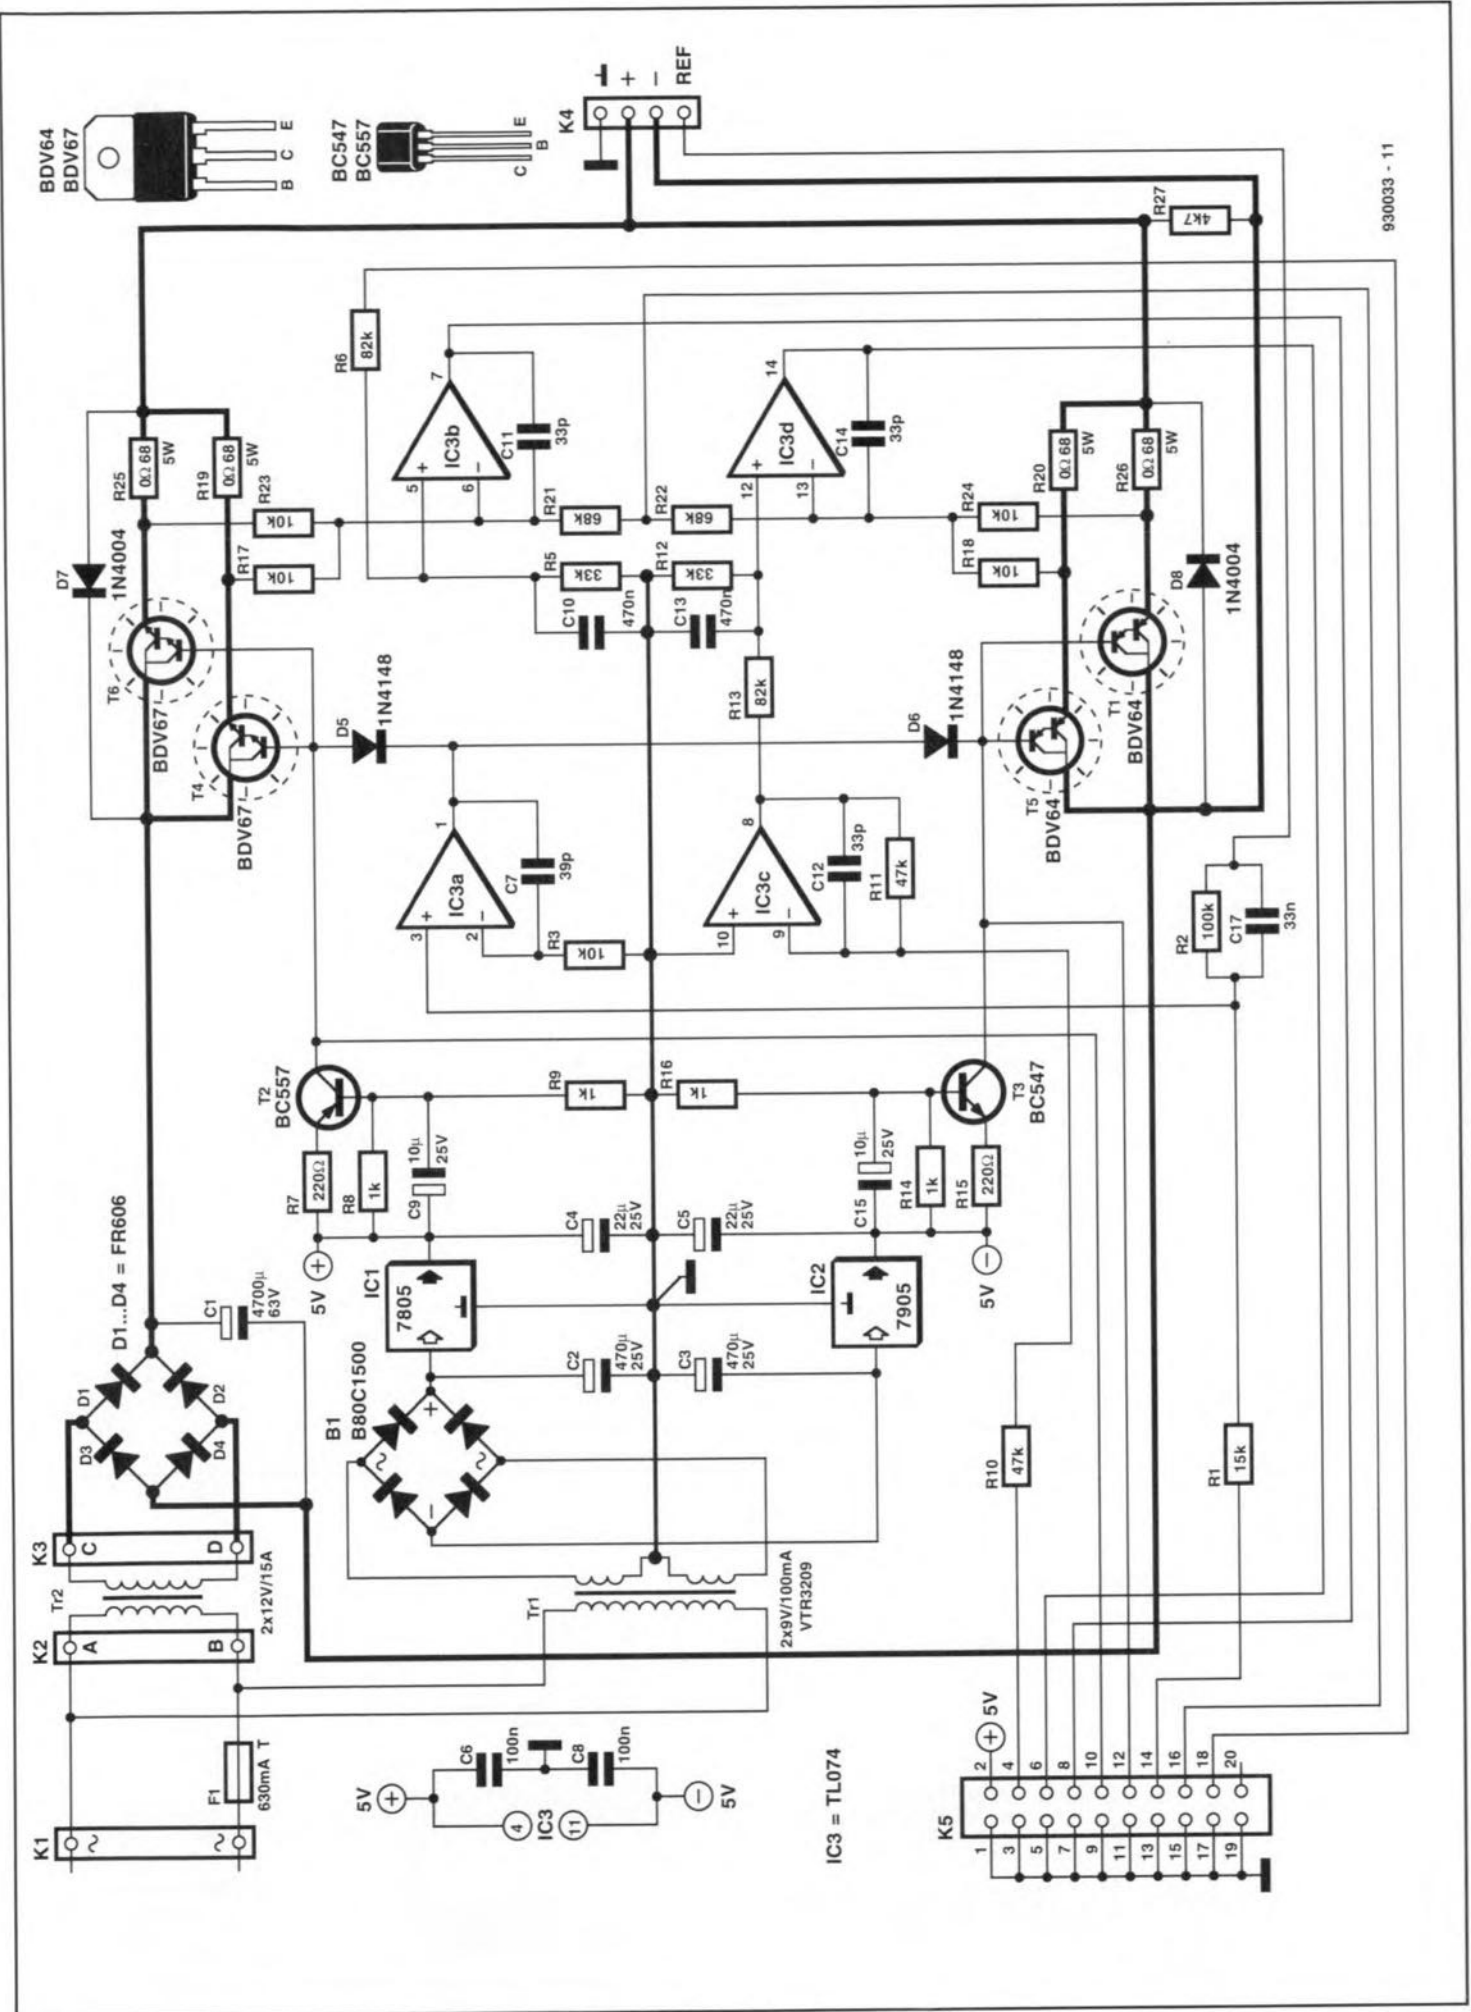 BDV64
BDV67
B
C
E
BC547
BC557
C
B
E
K4
+
−
REF
930033 - 11
R27
4k7
D7
1N4004
R25
0Ω 68
5W
R19
0Ω 68
5W
R23
10k
R17
10k
T6
BDV67
T4
BDV67
R6
82k
7
IC3b
+
−
5
6
C11
33p
R21
68k
R22
68k
R5
33k
R12
33k
C10
470n
C13
470n
14
IC3d
+
−
12
13
C14
33p
R13
82k
R24
10k
R18
10k
R20
0Ω 68
5W
R26
0Ω 68
5W
D8
1N4004
T1
BDV64
T5
BDV64
D5
1N4148
D6
1N4148
1
IC3a
+
−
3
2
C7
39p
R3
10k
8
IC3c
+
−
10
9
C12
33p
R11
47k
R2
100k
C17
33n
T2
BC557
R7
220Ω
R8
1k
C9
10µ
25V
R9
1k
R16
1k
T3
BC547
C15
10µ
25V
R14
1k
R15
220Ω
D1...D4 = FR606
C1
4700µ
63V
D1
D2
D3
D4
5V
+
IC1
7805
C4
22µ
25V
C5
22µ
25V
IC2
7905
5V
−
B1
B80C1500
+
∼
∼
−
C2
470µ
25V
C3
470µ
25V
R10
47k
R1
15k
K3
C
D
Tr2
2x12V/15A
K2
A
B
Tr1
2x9V/100mA
VTR3209
F1
630mA T
K1
∼
∼
5V
+
C6
100n
C8
100n
4
IC3
11
−
5V
IC3 = TL074
+
5V
K5
2
4
6
8
10
12
14
16
18
20
1
3
5
7
9
11
13
15
17
19